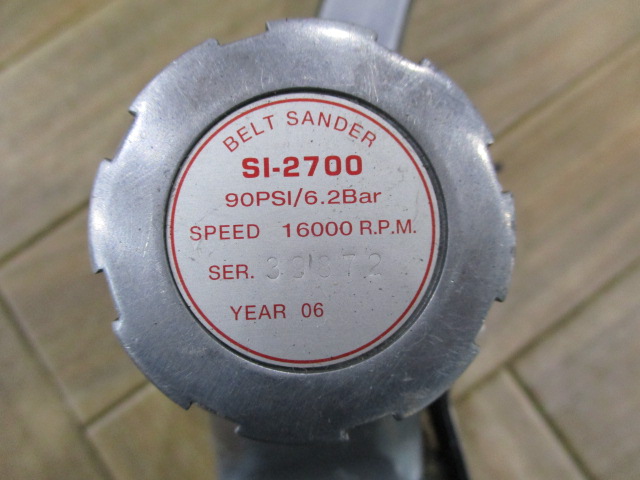 BELT SANDER
SI-2700
90PSI/6.2Bar
SPEED 16000 R.P.M.
SER.
YEAR 06